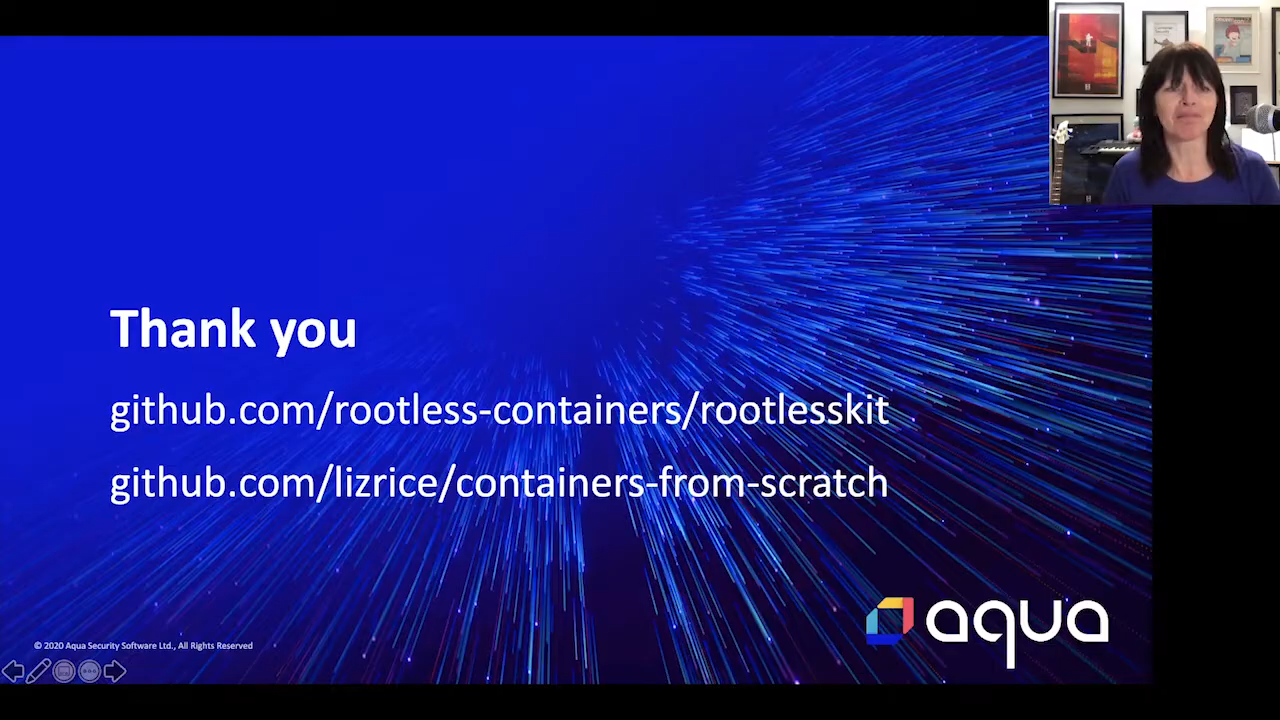 Thank you
github.com/rootless-containers/rootlesskit
github.com/lizrice/containers-from-scratch
aqua
© 2020 Aqua Security Software Ltd., All Rights Reserved